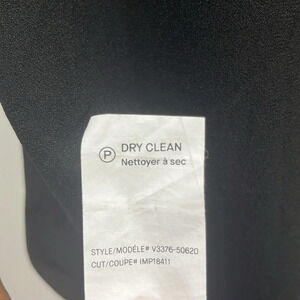 P DRY CLEAN
Nettoyer à sec
STYLE/MODÈLE# V3376-50620
CUT/COUPE# IMP18411